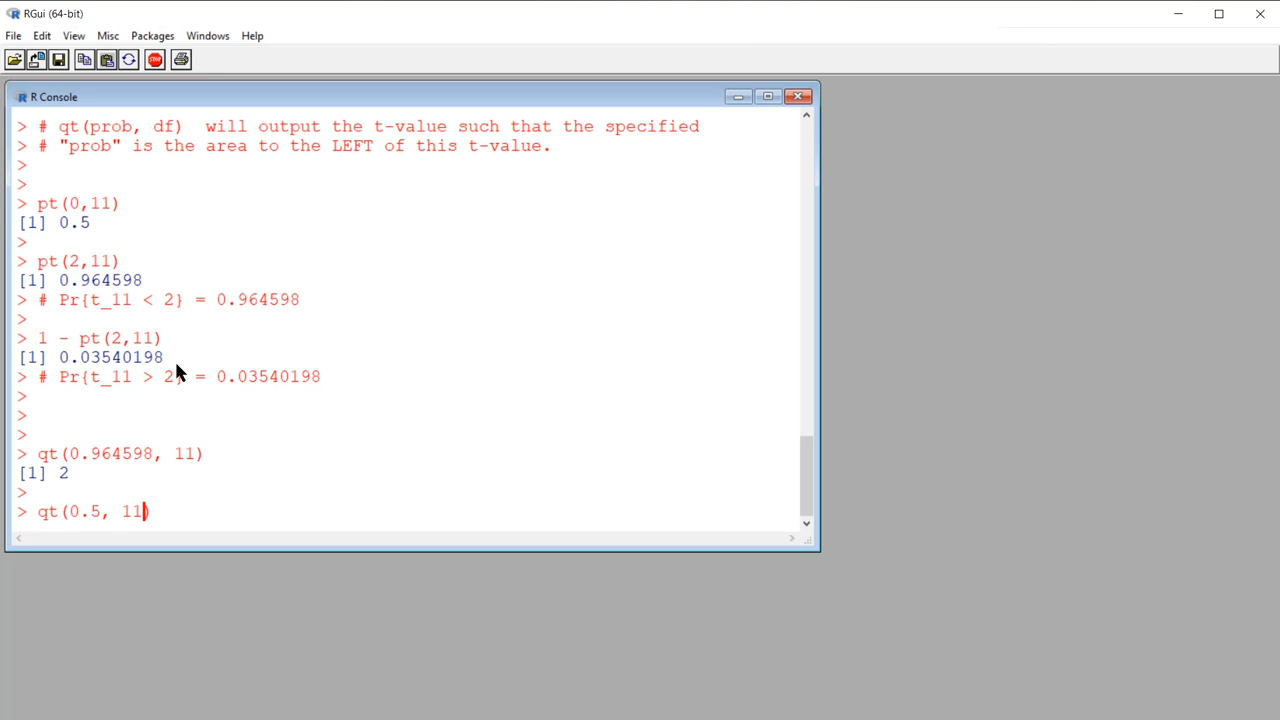 RGui (64-bit)
File Edit View Misc Packages Windows Help
STOP
R Console
> # qt(prob, df)  will output the t-value such that the specified
> # "prob" is the area to the LEFT of this t-value.
>
>
> pt(0,11)
[1] 0.5
>
> pt(2,11)
[1] 0.964598
> # Pr{t_11 < 2} = 0.964598
>
> 1 - pt(2,11)
[1] 0.03540198
> # Pr{t_11 > 2} = 0.03540198
>
>
>
> qt(0.964598, 11)
[1] 2
>
> qt(0.5, 11)